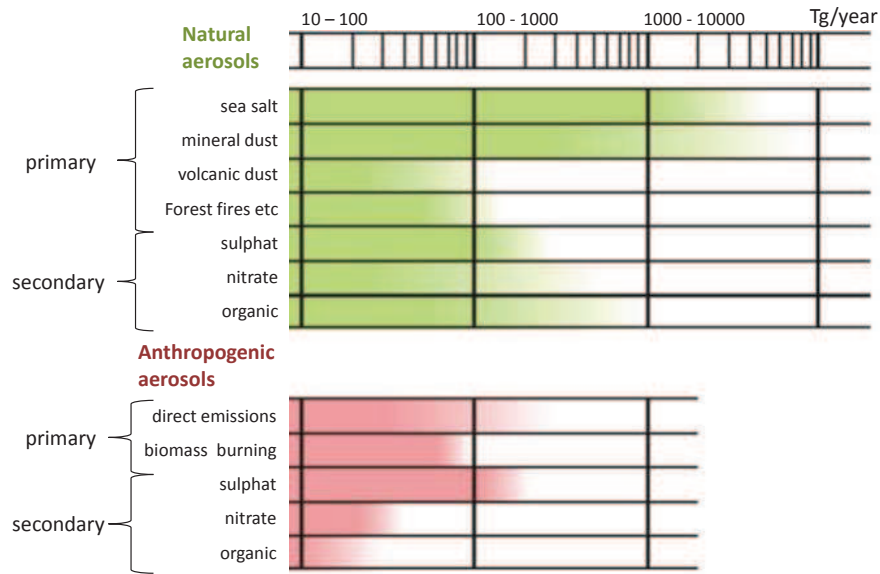 10 – 100 100 - 1000 1000 - 10000 Tg/year
Natural
aerosols
primary
sea salt
mineral dust
volcanic dust
Forest fires etc
secondary
sulphat
nitrate
organic
Anthropogenic
aerosols
primary
direct emissions
biomass burning
secondary
sulphat
nitrate
organic